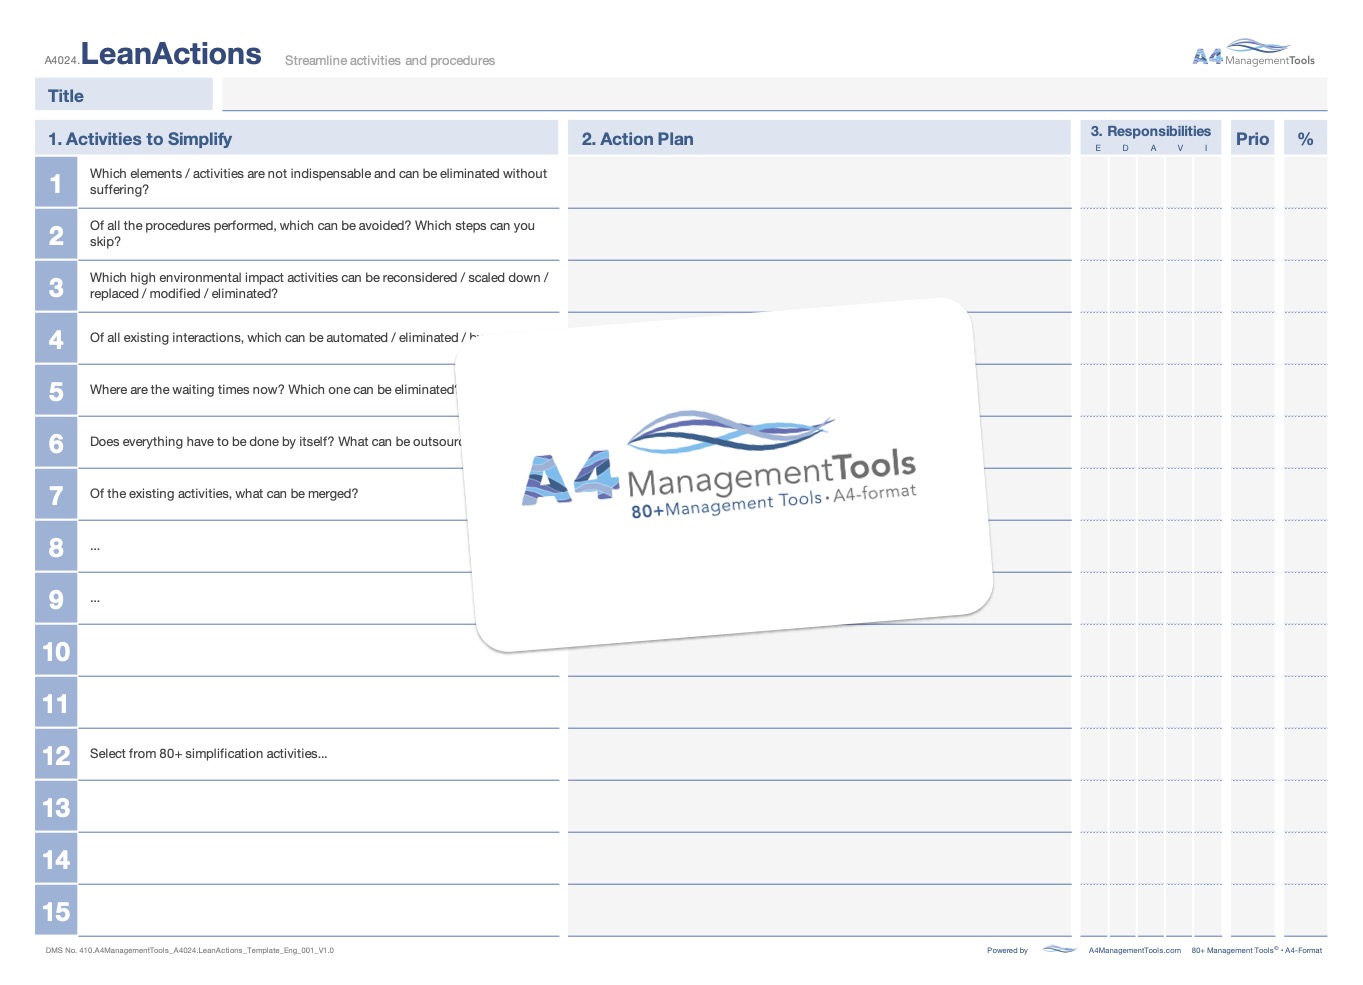 A4024.LeanActions Streamline activities and procedures
A4 ManagementTools
Title
1. Activities to Simplify
2. Action Plan
3. Responsibilities
E D A V I
Prio
%
1
Which elements / activities are not indispensable and can be eliminated without
suffering?
2
Of all the procedures performed, which can be avoided? Which steps can you
skip?
3
Which high environmental impact activities can be reconsidered / scaled down /
replaced / modified / eliminated?
4
Of all existing interactions, which can be automated / eliminated /
5
Where are the waiting times now? Which one can be eliminated?
6
Does everything have to be done by itself? What can be
7
Of the existing activities, what can be merged?
8
...
9
...
10
11
12
Select from 80+ simplification activities...
13
14
15
A4 ManagementTools
80+Management Tools · A4-format
DMS No. 410.A4ManagementTools_A4024.LeanActions_Template_Eng_001_V1.0
Powered by A4ManagementTools.com 80+ Management Tools© • A4-Format